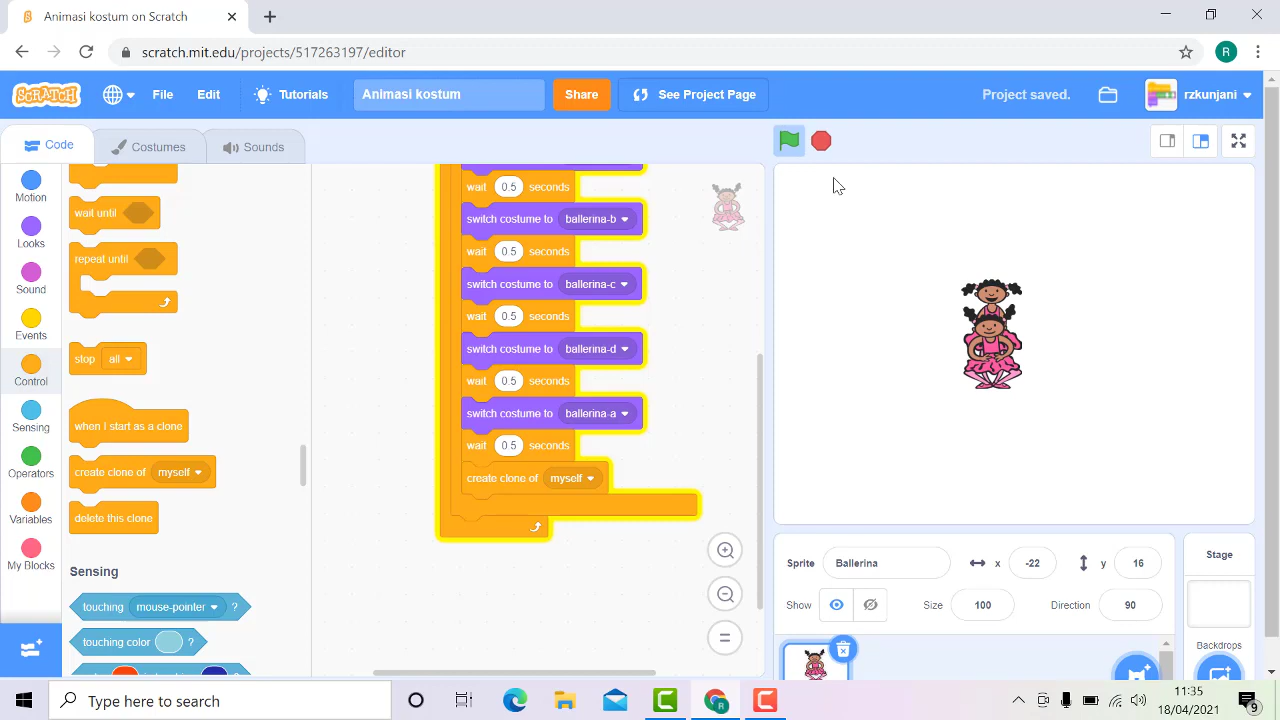 Animasi kostum
scratch.mit.edu/projects/517263197/editor
R
SCRATCH
File
Edit
Tutorials
Animasi kostum
Share
See Project Page
Project saved.
rzkunjani
Code
Costumes
Sounds
Motion
Looks
Sound
Events
Control
Sensing
Operators
Variables
My Blocks
wait until
repeat until
stop all
when I start as a clone
create clone of myself
delete this clone
Sensing
touching mouse-pointer ?
touching color ?
wait 0.5 seconds
switch costume to ballerina-b
wait 0.5 seconds
switch costume to ballerina-c
wait 0.5 seconds
switch costume to ballerina-d
wait 0.5 seconds
switch costume to ballerina-a
wait 0.5 seconds
create clone of myself
Sprite Ballerina x -22 y 16
Show Size 100 Direction 90
Stage
Backdrops
Type here to search
11:35
18/04/2021
9